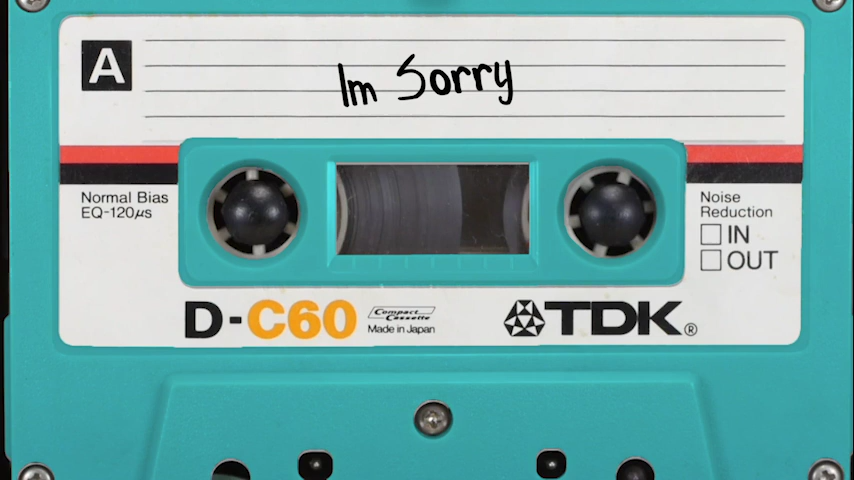 A
Im Sorry
Normal Bias
EQ-120μs
Noise
Reduction
IN
OUT
D-C60
Compact
Cassette
Made in Japan
TDK®